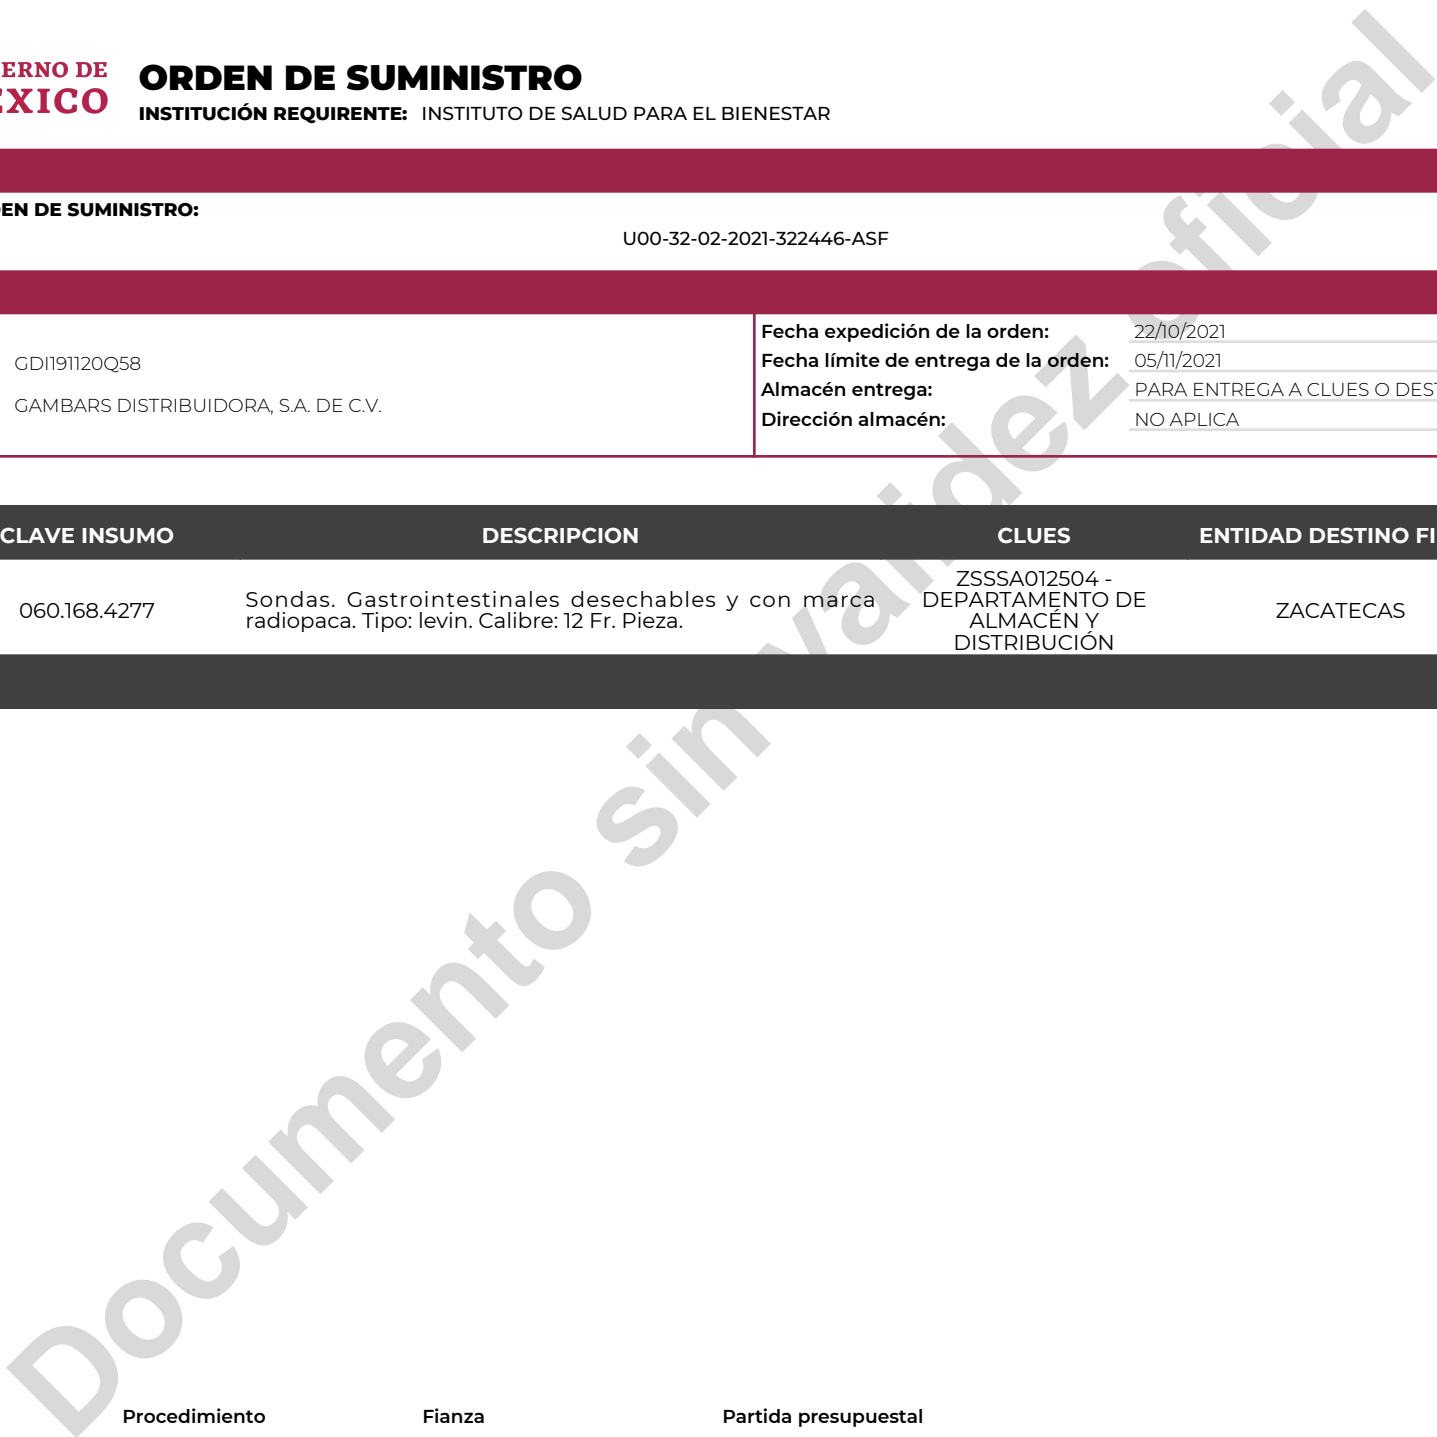 ERNO DE
EXICO
ORDEN DE SUMINISTRO
INSTITUCIÓN REQUIRENTE: INSTITUTO DE SALUD PARA EL BIENESTAR
EN DE SUMINISTRO:
U00-32-02-2021-322446-ASF
GDI191120Q58
GAMBARS DISTRIBUIDORA, S.A. DE C.V.
Fecha expedición de la orden: 22/10/2021
Fecha límite de entrega de la orden: 05/11/2021
Almacén entrega: PARA ENTREGA A CLUES O DEST
Dirección almacén: NO APLICA
CLAVE INSUMO DESCRIPCION CLUES ENTIDAD DESTINO FI
060.168.4277
Sondas. Gastrointestinales desechables y con marca
radiopaca. Tipo: levin. Calibre: 12 Fr. Pieza.
ZSSSA012504 -
DEPARTAMENTO DE
ALMACÉN Y
DISTRIBUCIÓN
ZACATECAS
Documento sin validez oficial
Procedimiento Fianza Partida presupuestal